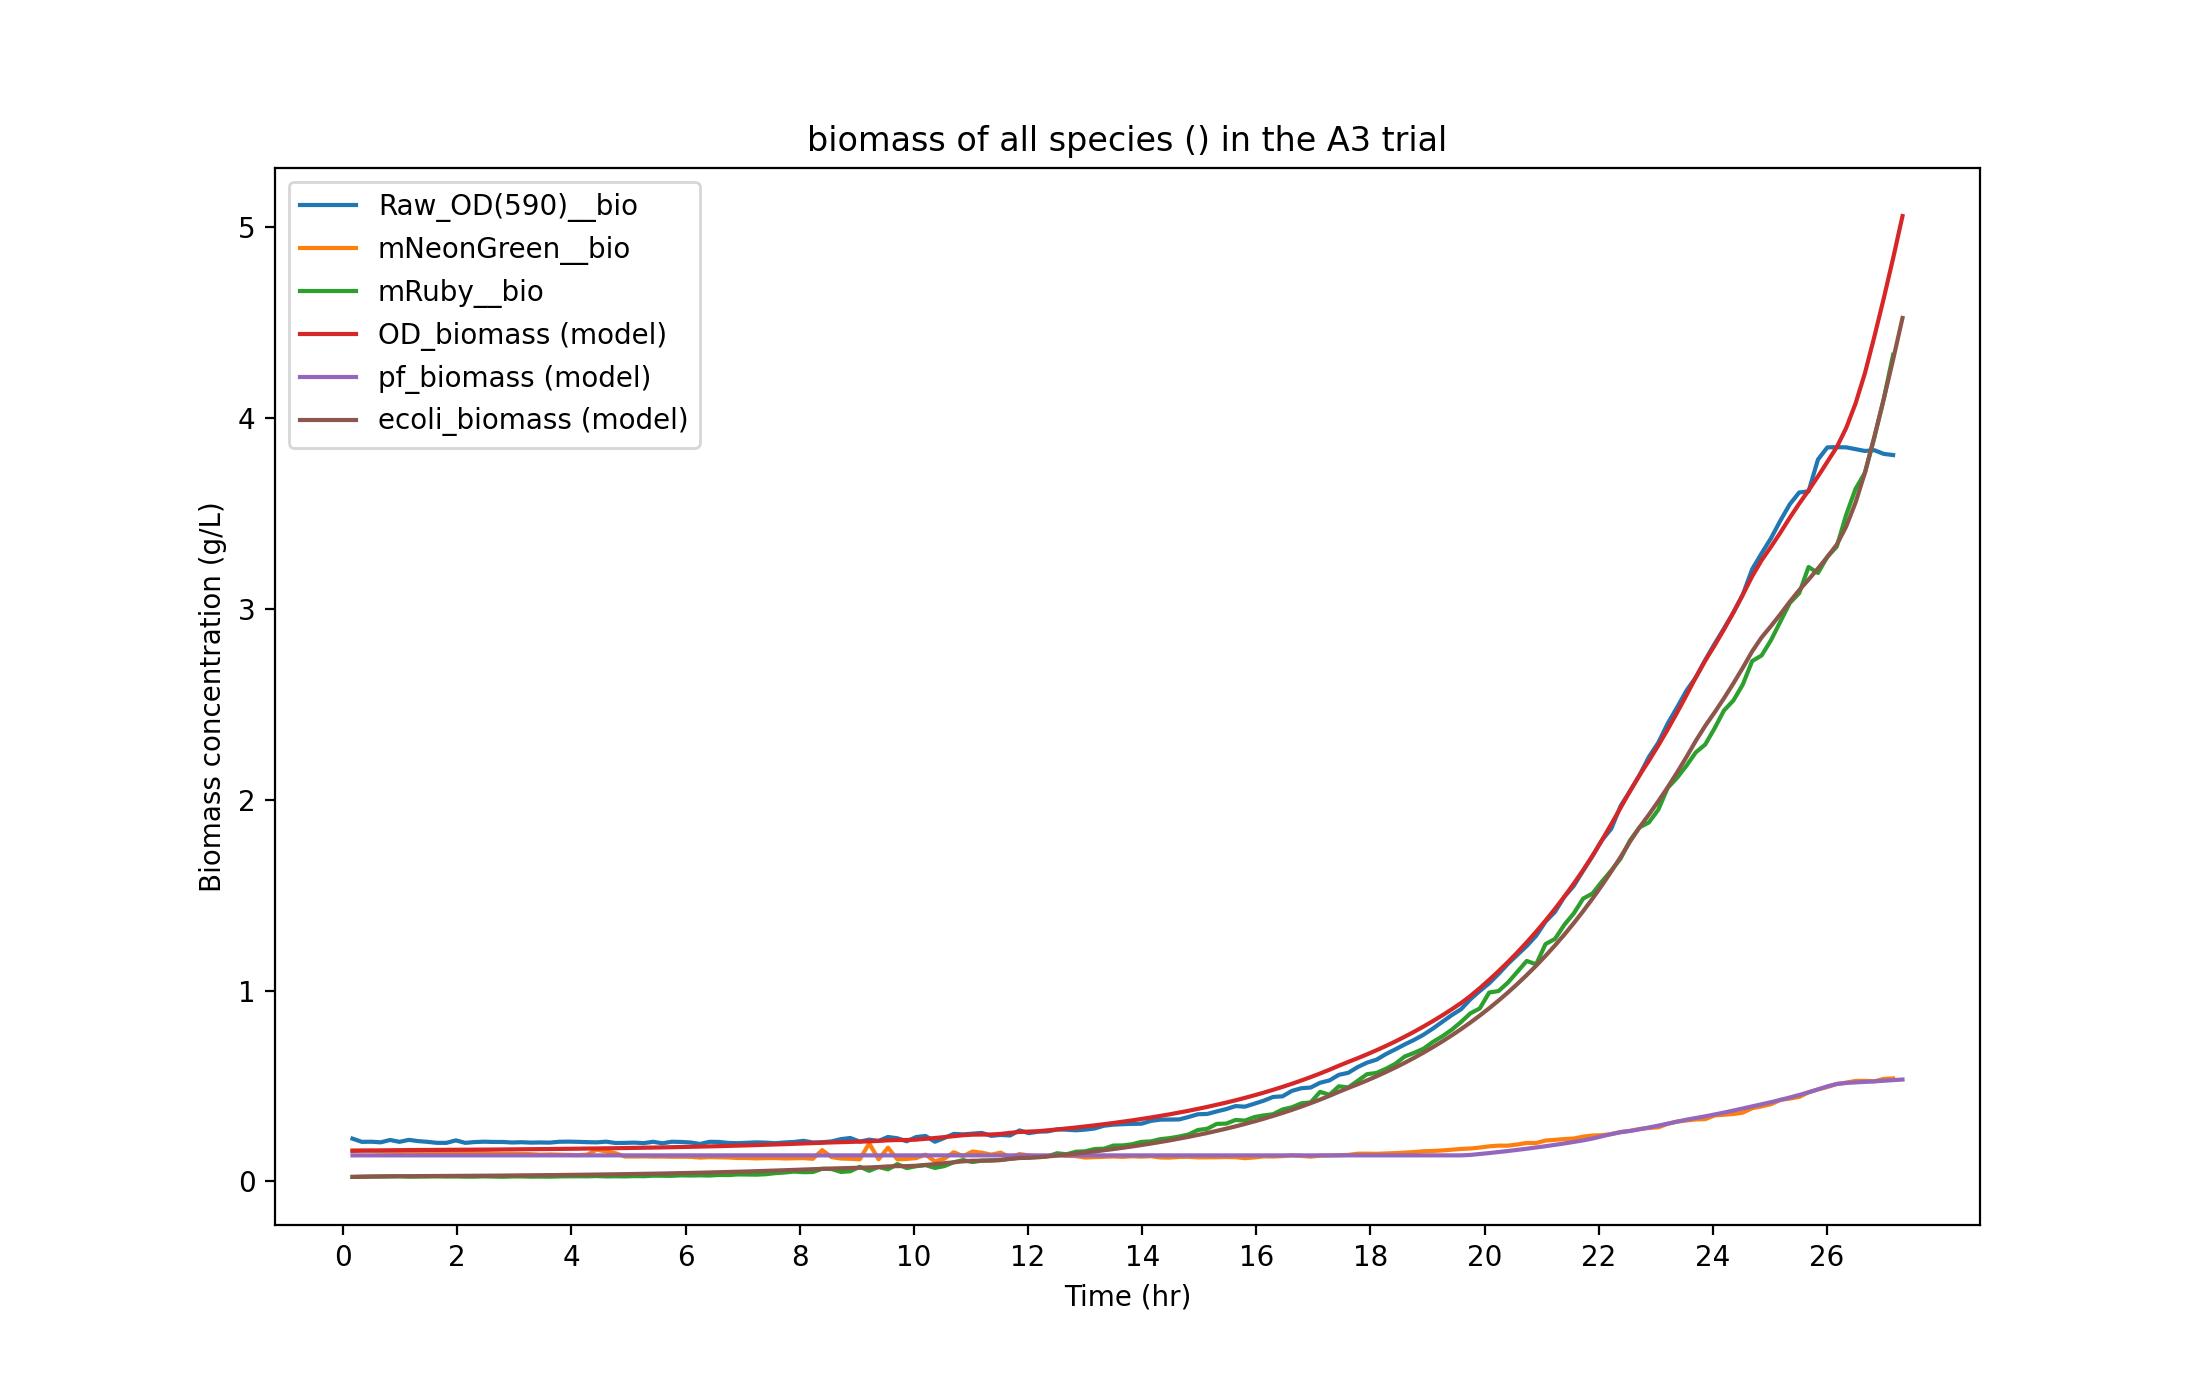 biomass of all species () in the A3 trial
Raw_OD(590)__bio
mNeonGreen__bio
mRuby__bio
OD_biomass (model)
pf_biomass (model)
ecoli_biomass (model)
Biomass concentration (g/L)
5
4
3
2
1
0
0 2 4 6 8 10 12 14 16 18 20 22 24 26
Time (hr)